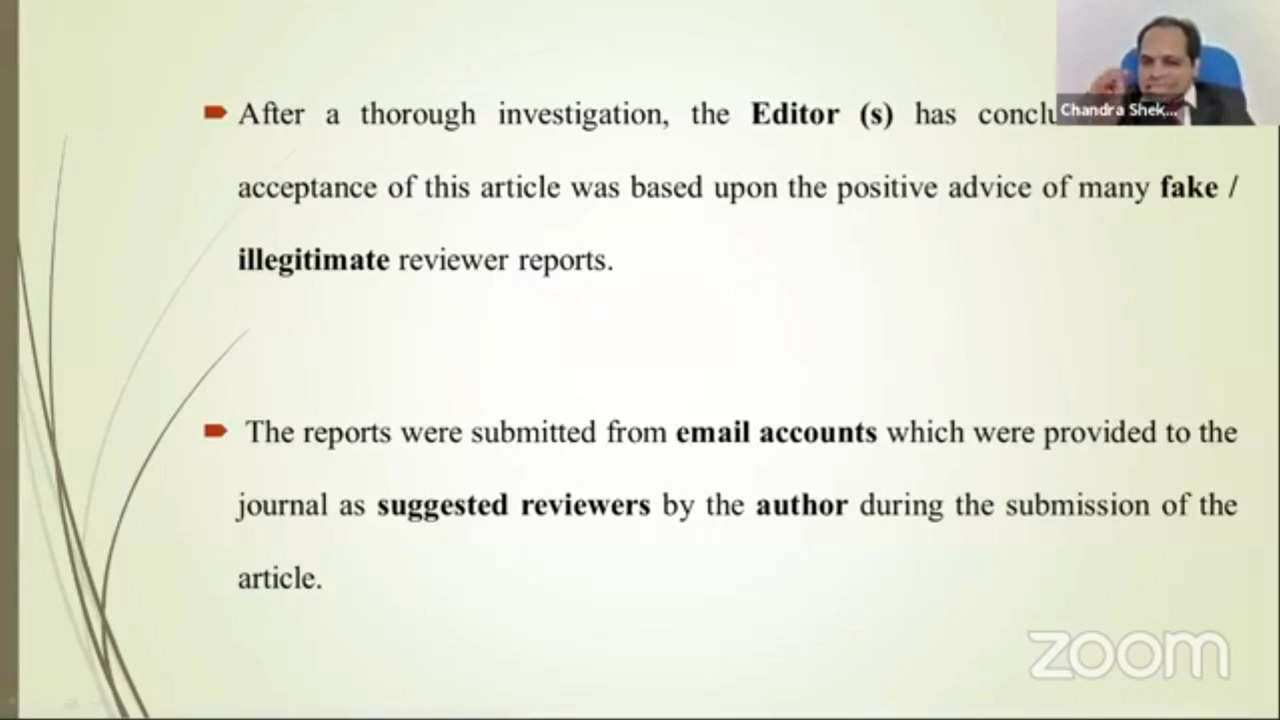 After a thorough investigation, the Editor (s) has
Chandra Shek...
acceptance of this article was based upon the positive advice of many fake /
illegitimate reviewer reports.
The reports were submitted from email accounts which were provided to the
journal as suggested reviewers by the author during the submission of the
article.
zoom